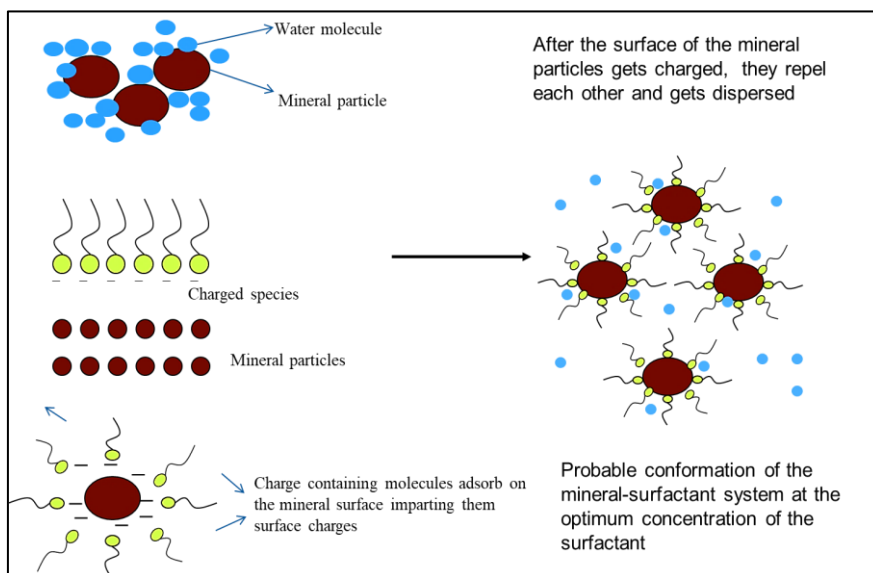 Water molecule
Mineral particle
After the surface of the mineral
particles gets charged, they repel
each other and gets dispersed
Charged species
Mineral particles
Charge containing molecules adsorb on
the mineral surface imparting them
surface charges
Probable conformation of the
mineral-surfactant system at the
optimum concentration of the
surfactant